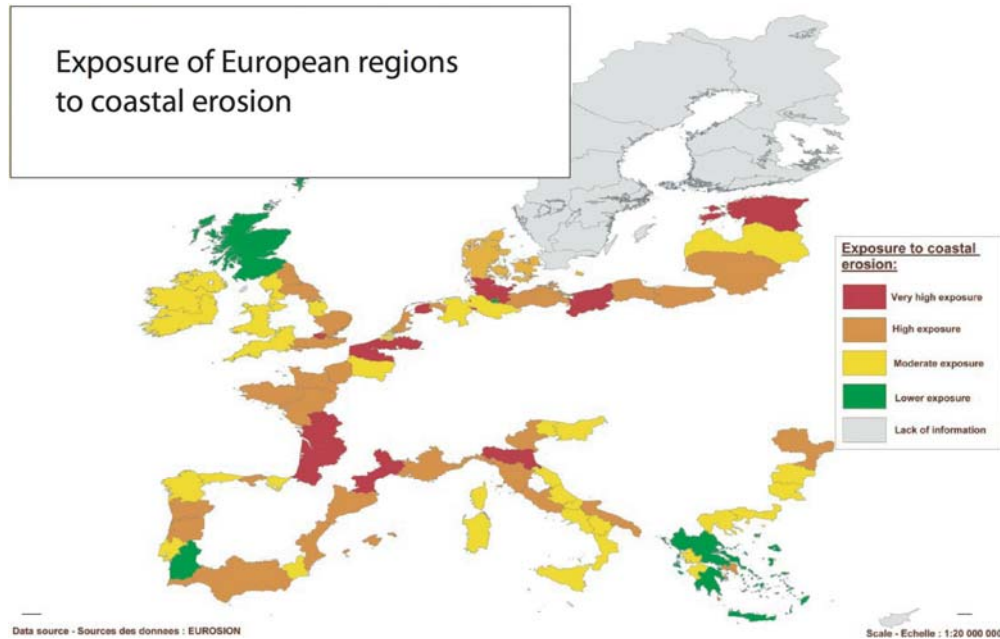 Exposure of European regions
to coastal erosion
Exposure to coastal
erosion:
Very high exposure
High exposure
Moderate exposure
Lower exposure
Lack of information
Data source - Sources des donnees : EUROSION
Scale - Echelle : 1:20 000 000